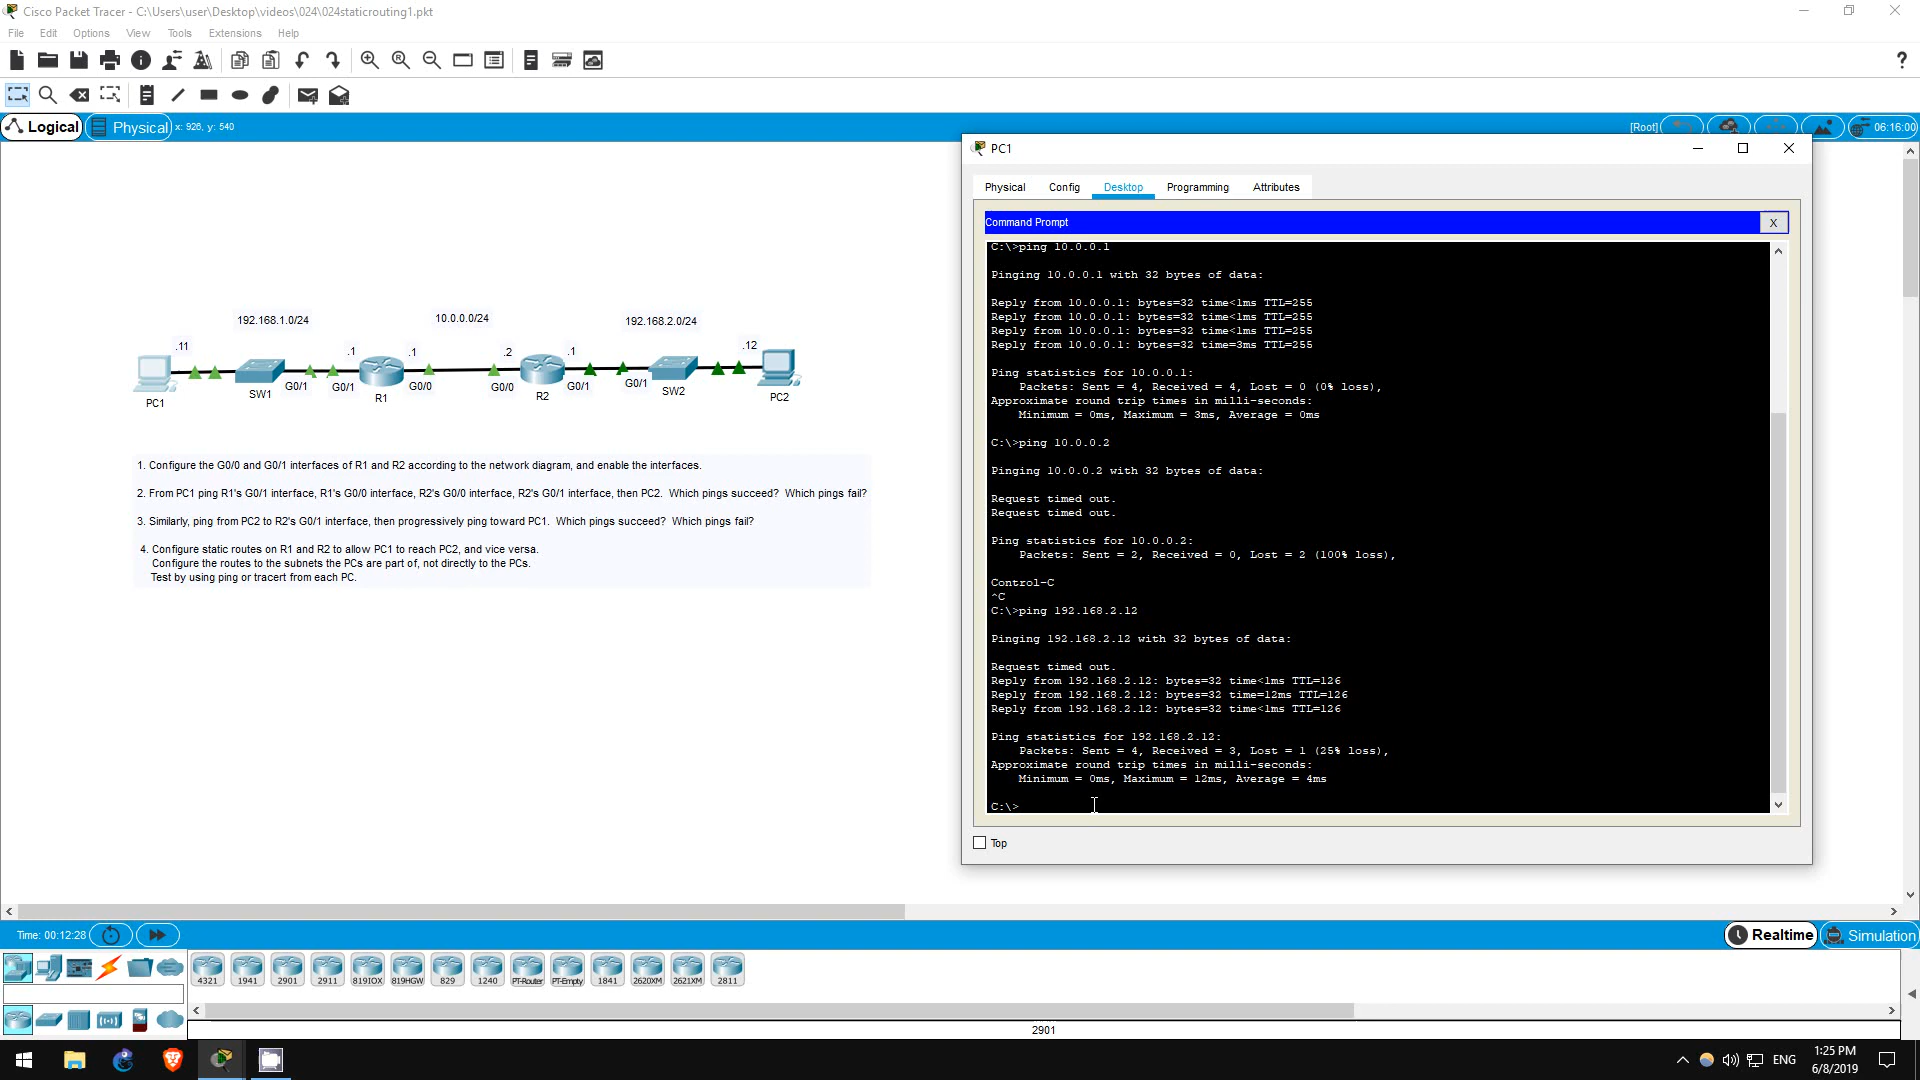 Cisco Packet Tracer - C:\Users\user\Desktop\videos\024\024staticrouting1.pkt
File Edit Options View Tools Extensions Help
Logical Physical x: 926, y: 540
[Root] 06:16:00
192.168.1.0/24 10.0.0.0/24 192.168.2.0/24
.11 .1 .1 .2 .1 .12
G0/1 G0/1 G0/0 G0/0 G0/1 G0/1
PC1 SW1 R1 R2 SW2 PC2
1. Configure the G0/0 and G0/1 interfaces of R1 and R2 according to the network diagram, and enable the interfaces.
2. From PC1 ping R1's G0/1 interface, R1's G0/0 interface, R2's G0/0 interface, R2's G0/1 interface, then PC2. Which pings succeed? Which pings fail?
3. Similarly, ping from PC2 to R2's G0/1 interface, then progressively ping toward PC1. Which pings succeed? Which pings fail?
4. Configure static routes on R1 and R2 to allow PC1 to reach PC2, and vice versa.
Configure the routes to the subnets the PCs are part of, not directly to the PCs.
Test by using ping or tracert from each PC.
PC1
Physical Config Desktop Programming Attributes
Command Prompt X
C:\>ping 10.0.0.1
Pinging 10.0.0.1 with 32 bytes of data:
Reply from 10.0.0.1: bytes=32 time<1ms TTL=255
Reply from 10.0.0.1: bytes=32 time<1ms TTL=255
Reply from 10.0.0.1: bytes=32 time<1ms TTL=255
Reply from 10.0.0.1: bytes=32 time=3ms TTL=255
Ping statistics for 10.0.0.1:
Packets: Sent = 4, Received = 4, Lost = 0 (0% loss),
Approximate round trip times in milli-seconds:
Minimum = 0ms, Maximum = 3ms, Average = 0ms
C:\>ping 10.0.0.2
Pinging 10.0.0.2 with 32 bytes of data:
Request timed out.
Request timed out.
Ping statistics for 10.0.0.2:
Packets: Sent = 2, Received = 0, Lost = 2 (100% loss),
Control-C
^C
C:\>ping 192.168.2.12
Pinging 192.168.2.12 with 32 bytes of data:
Request timed out.
Reply from 192.168.2.12: bytes=32 time<1ms TTL=126
Reply from 192.168.2.12: bytes=32 time=12ms TTL=126
Reply from 192.168.2.12: bytes=32 time<1ms TTL=126
Ping statistics for 192.168.2.12:
Packets: Sent = 4, Received = 3, Lost = 1 (25% loss),
Approximate round trip times in milli-seconds:
Minimum = 0ms, Maximum = 12ms, Average = 4ms
C:\>
Top
Time: 00:12:28
Realtime Simulation
4321 1941 2901 2911 819IOX 819HGW 829 1240 PT-Router PT-Empty 1841 2620XM 2621XM 2811
2901
ENG
1:25 PM
6/8/2019